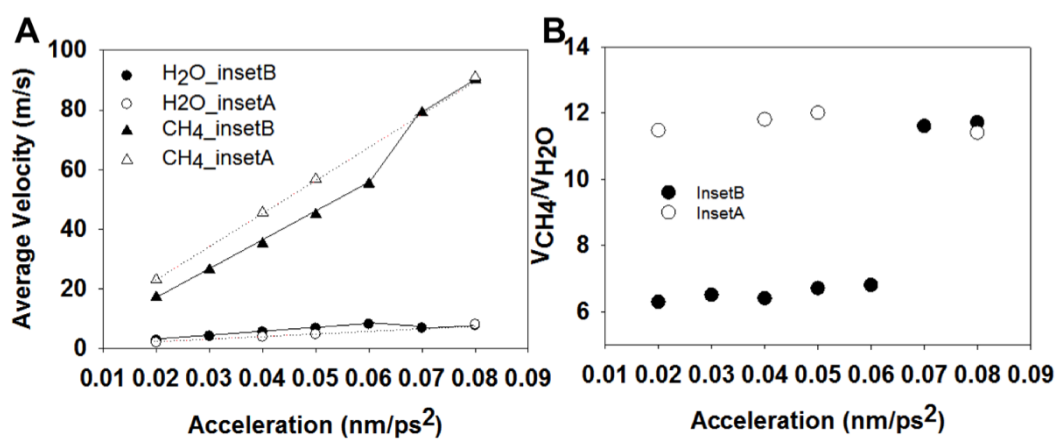 A
Average Velocity (m/s)
100
80
60
40
20
0
H2O_insetB
H2O_insetA
CH4_insetB
CH4_insetA
0.01 0.02 0.03 0.04 0.05 0.06 0.07 0.08 0.09
Acceleration (nm/ps2)
B
VCH4/VH2O
14
12
10
8
6
InsetB
InsetA
0.01 0.02 0.03 0.04 0.05 0.06 0.07 0.08 0.09
Acceleration (nm/ps2)